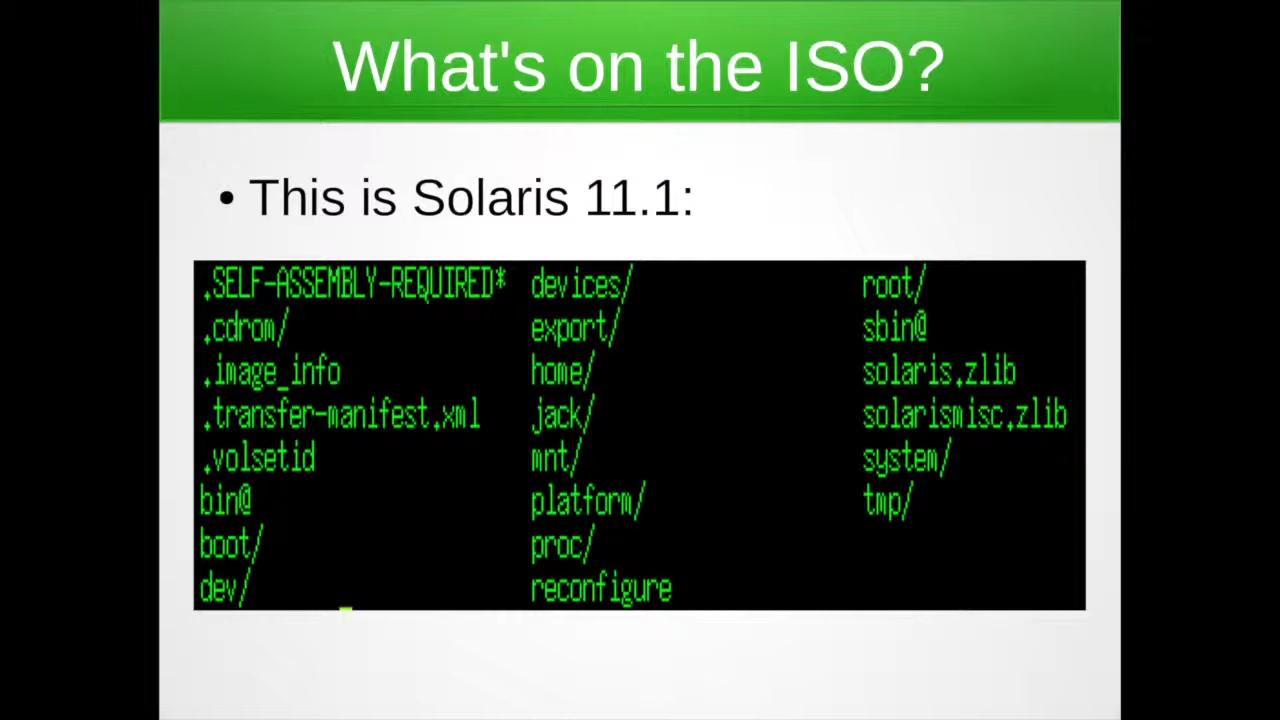 What's on the ISO?
• This is Solaris 11.1:
.SELF-ASSEMBLY-REQUIRED* devices/ root/
.cdrom/ export/ sbin@
.image_info home/ solaris.zlib
.transfer-manifest.xml jack/ solarismisc.zlib
.volsetid mnt/ system/
bin@ platform/ tmp/
boot/ proc/
dev/ reconfigure